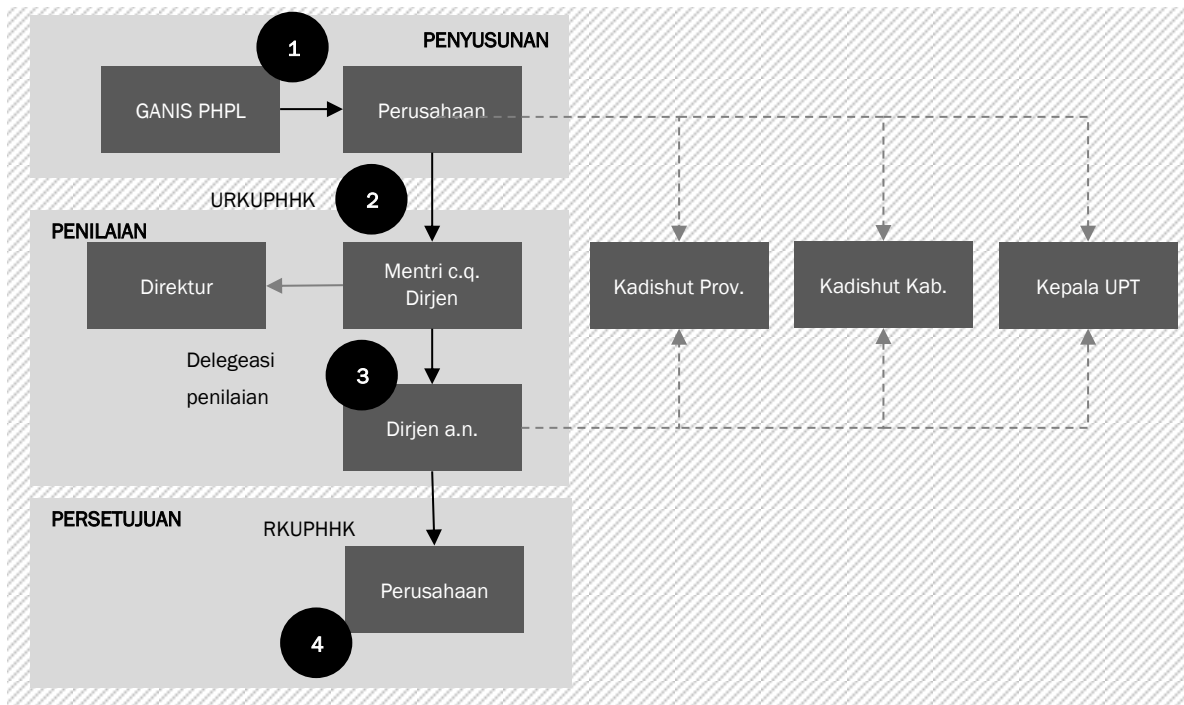 1
PENYUSUNAN
GANIS PHPL
Perusahaan
URKUPHHK
2
PENILAIAN
Direktur
Mentri c.q.
Dirjen
Kadishut Prov.
Kadishut Kab.
Kepala UPT
Delegeasi
penilaian
3
Dirjen a.n.
PERSETUJUAN
RKUPHHK
Perusahaan
4